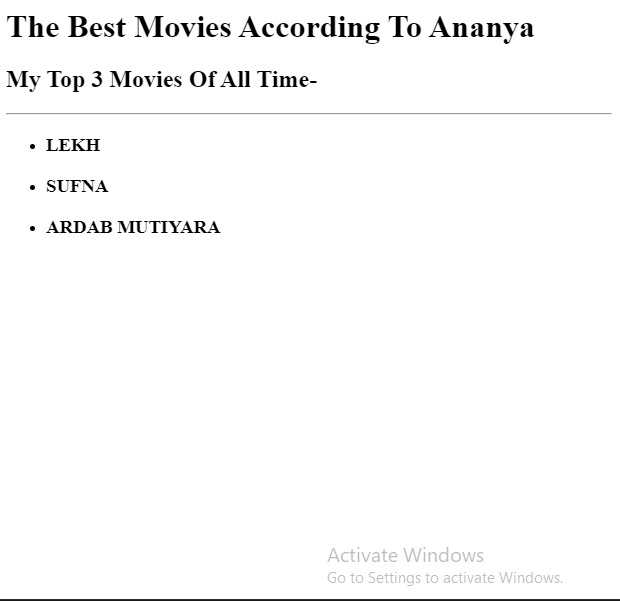 The Best Movies According To Ananya
My Top 3 Movies Of All Time-
LEKH
SUFNA
ARDAB MUTIYARA
Activate Windows
Go to Settings to activate Windows.